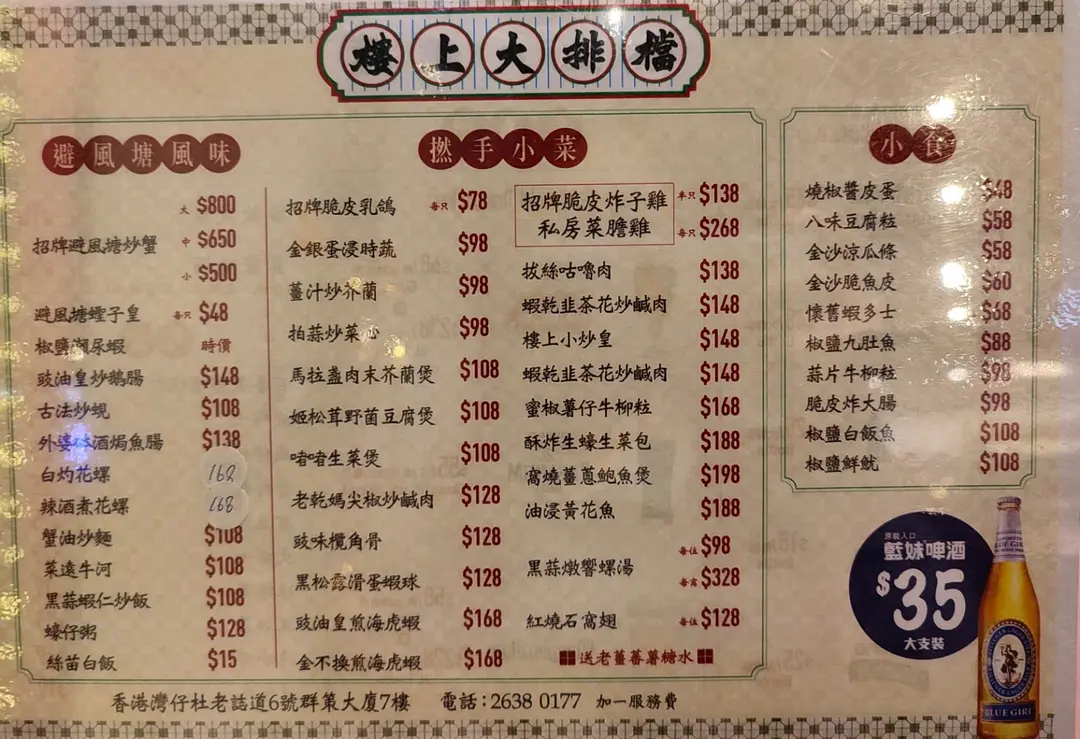 樓上大排檔
避風塘風味
大 $800
招牌避風塘炒蟹 中 $650
小 $500
避風塘蟶子皇 每只 $48
椒鹽瀨尿蝦 時價
豉油皇炒鵝腸 $148
古法炒蜆 $108
外婆缽酒焗魚腸 $138
白灼花螺 168
辣酒煮花螺 168
蟹油炒麵 $108
菜遠牛河 $108
黑蒜蝦仁炒飯 $108
蠔仔粥 $128
絲苗白飯 $15
撚手小菜
招牌脆皮乳鴿 每只 $78
金銀蛋浸時蔬 $98
薑汁炒芥蘭 $98
拍蒜炒菜心 $98
馬拉盞肉末芥蘭煲 $108
姬松茸野菌豆腐煲 $108
啫啫生菜煲 $108
老乾媽尖椒炒鹹肉 $128
豉味欖角骨 $128
黑松露滑蛋蝦球 $128
豉油皇煎海虎蝦 $168
金不換煎海虎蝦 $168
招牌脆皮炸子雞 半只 $138
私房菜膽雞 每只 $268
拔絲咕嚕肉 $138
蝦乾韭茶花炒鹹肉 $148
樓上小炒皇 $148
蝦乾韭茶花炒鹹肉 $148
蜜椒薯仔牛柳粒 $168
酥炸生蠔生菜包 $188
窩燒薑蔥鮑魚煲 $198
油浸黃花魚 $188
每位 $98
黑蒜燉響螺湯
每窩 $328
紅燒石窩翅 每位 $128
送老薑蕃薯糖水
小食
燒椒醬皮蛋 $48
八味豆腐粒 $58
金沙涼瓜條 $58
金沙脆魚皮 $60
懷舊蝦多士 $68
椒鹽九肚魚 $88
蒜片牛柳粒 $98
脆皮炸大腸 $98
椒鹽白飯魚 $108
椒鹽鮮魷 $108
原裝入口
藍妹啤酒
$35
大支裝
BLUE GIRL
BLUE GIRL
香港灣仔杜老誌道6號群策大廈7樓 電話:2638 0177 加一服務費